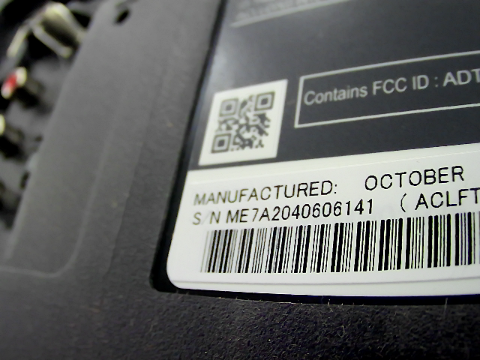 Contains FCC ID : ADT
MANUFACTURED: OCTOBER
S/N ME7A2040606141 ( ACLFT